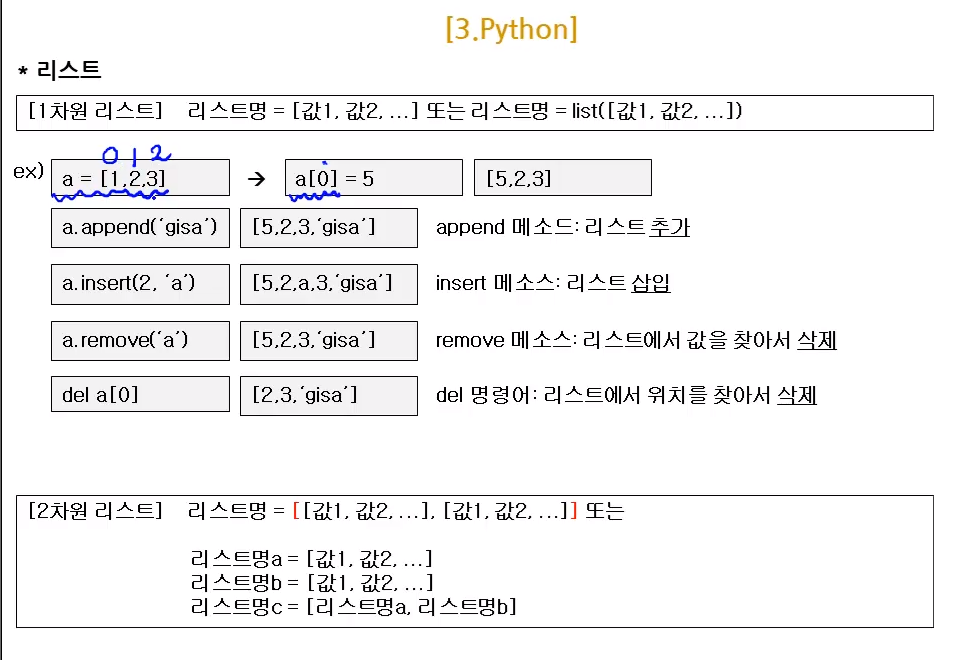 [3.Python]
* 리스트
[1차원 리스트] 리스트명 = [값1, 값2, …] 또는 리스트명 = list([값1, 값2, …])
0 1 2
ex) a = [1,2,3] → a[0] = 5 [5,2,3]
a.append(‘gisa’) [5,2,3,‘gisa’] append 메소드: 리스트 추가
a.insert(2, ‘a’) [5,2,a,3,‘gisa’] insert 메소스: 리스트 삽입
a.remove(‘a’) [5,2,3,‘gisa’] remove 메소스: 리스트에서 값을 찾아서 삭제
del a[0] [2,3,‘gisa’] del 명령어: 리스트에서 위치를 찾아서 삭제
[2차원 리스트] 리스트명 = [[값1, 값2, …], [값1, 값2, …]] 또는
리스트명a = [값1, 값2, …]
리스트명b = [값1, 값2, …]
리스트명c = [리스트명a, 리스트명b]